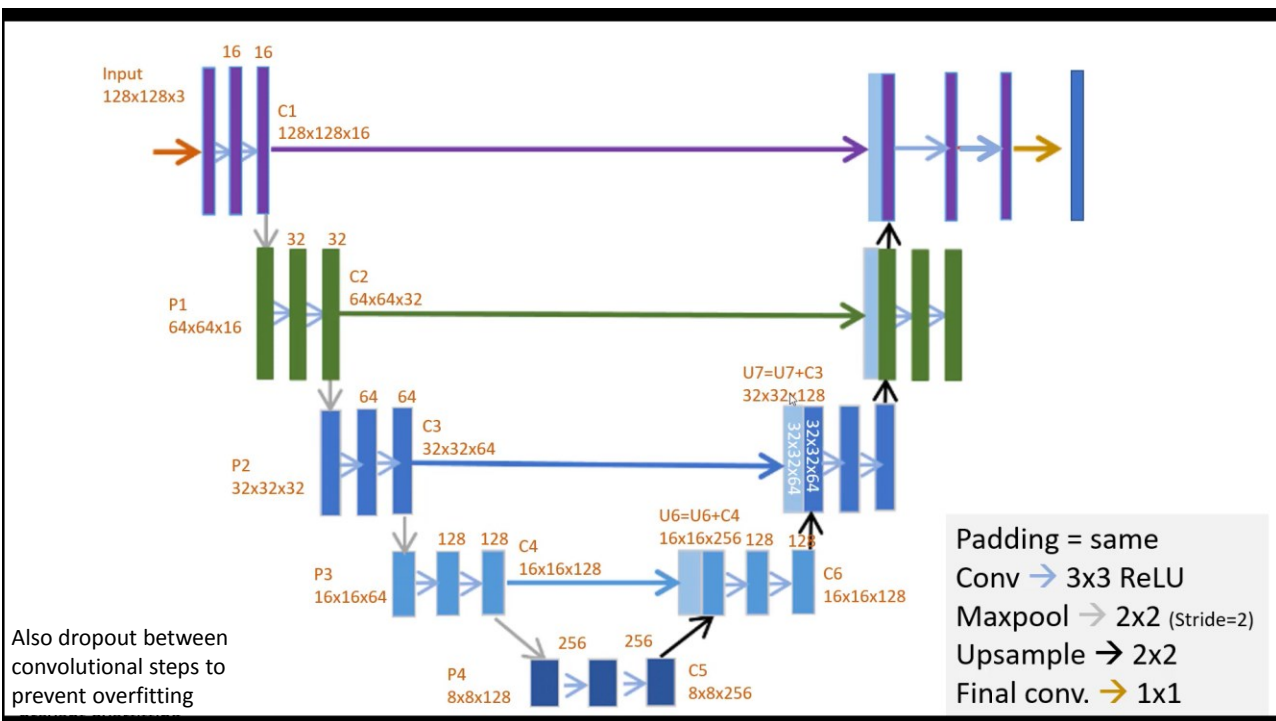 16 16
Input
128x128x3
C1
128x128x16
32 32
C2
64x64x32
P1
64x64x16
U7=U7+C3
32x32x128
64 64
C3
32x32x64
32x32x64
32x32x64
P2
32x32x32
U6=U6+C4
16x16x256 128 128
128 128
C4
16x16x128
P3
16x16x64
C6
16x16x128
256 256
P4
8x8x128
C5
8x8x256
Also dropout between
convolutional steps to
prevent overfitting
Padding = same
Conv → 3x3 ReLU
Maxpool → 2x2 (Stride=2)
Upsample → 2x2
Final conv. → 1x1